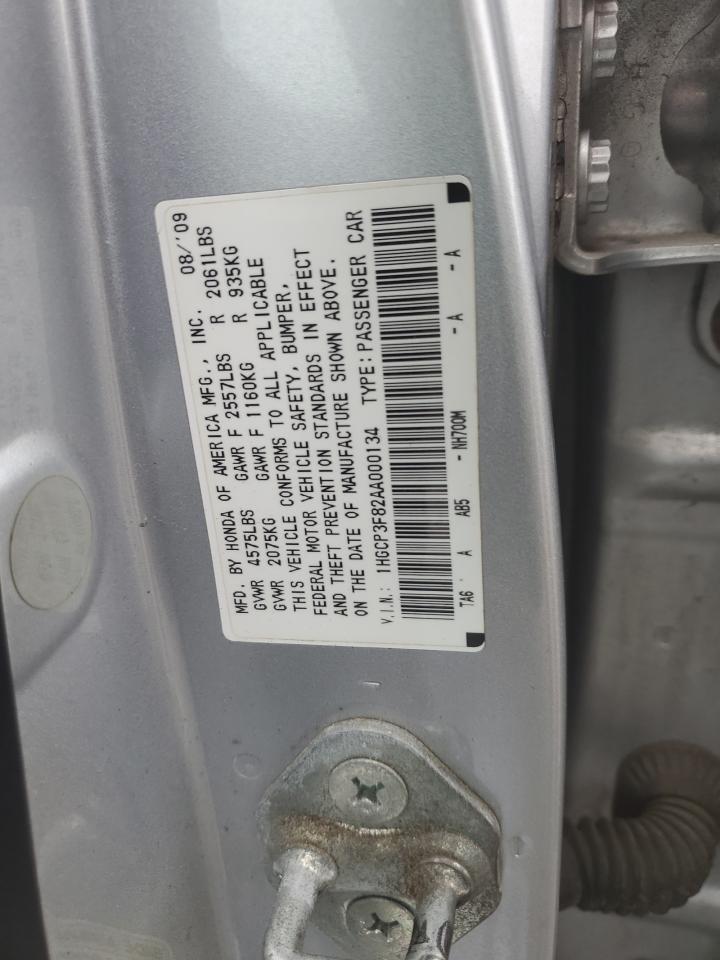 MFD. BY HONDA OF AMERICA MFG., INC. 08/'09
GVWR 4575LBS GAWR F 2557LBS R 2061LBS
GVWR 2075KG GAWR F 1160KG R 935KG
THIS VEHICLE CONFORMS TO ALL APPLICABLE
FEDERAL MOTOR VEHICLE SAFETY, BUMPER,
AND THEFT PREVENTION STANDARDS IN EFFECT
ON THE DATE OF MANUFACTURE SHOWN ABOVE.
V.I.N.: 1HGCP3F82AA000134 TYPE: PASSENGER CAR
TA6 A AB5 - NH700M - A - A